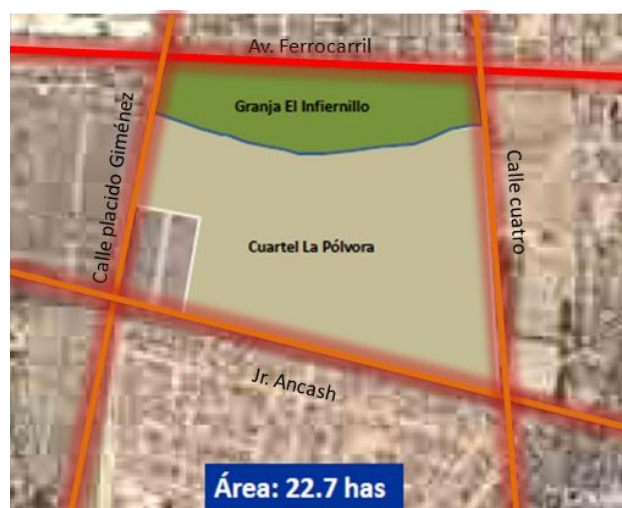 Av. Ferrocarril
Granja El Infiernillo
Calle placido Giménez
Calle cuatro
Cuartel La Pólvora
Jr. Ancash
Área: 22.7 has